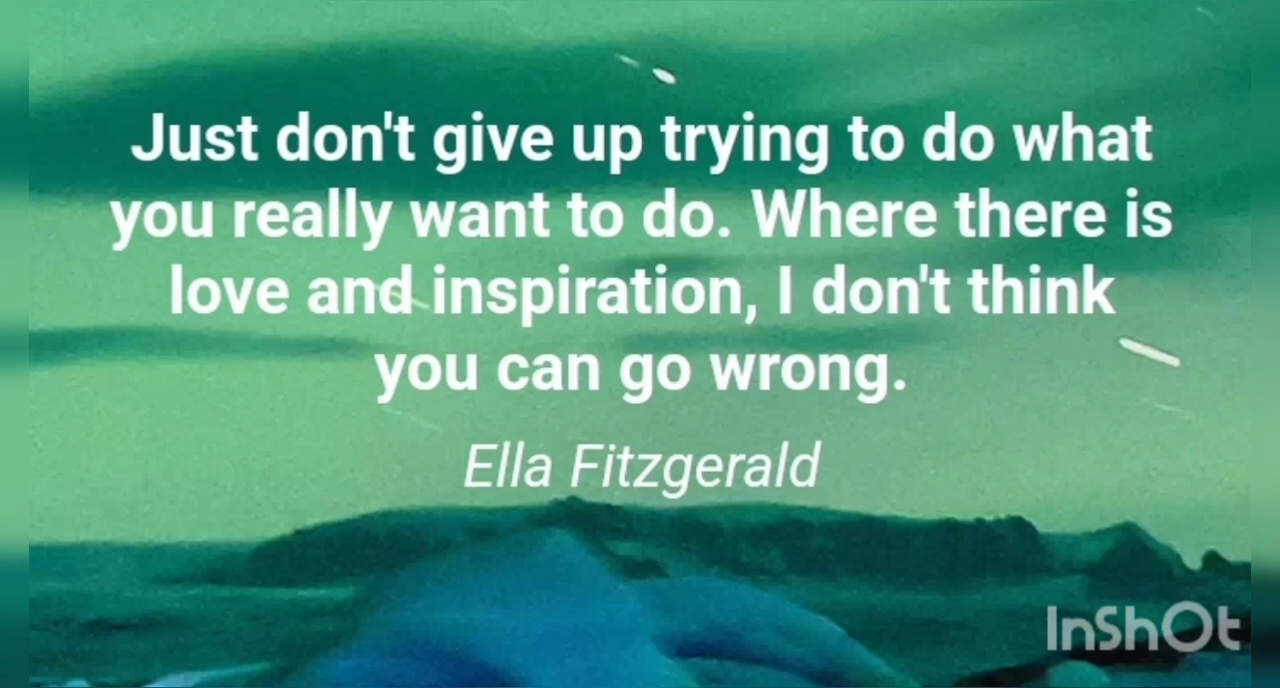 Just don't give up trying to do what
you really want to do. Where there is
love and inspiration, I don't think
you can go wrong.
Ella Fitzgerald
InShOt